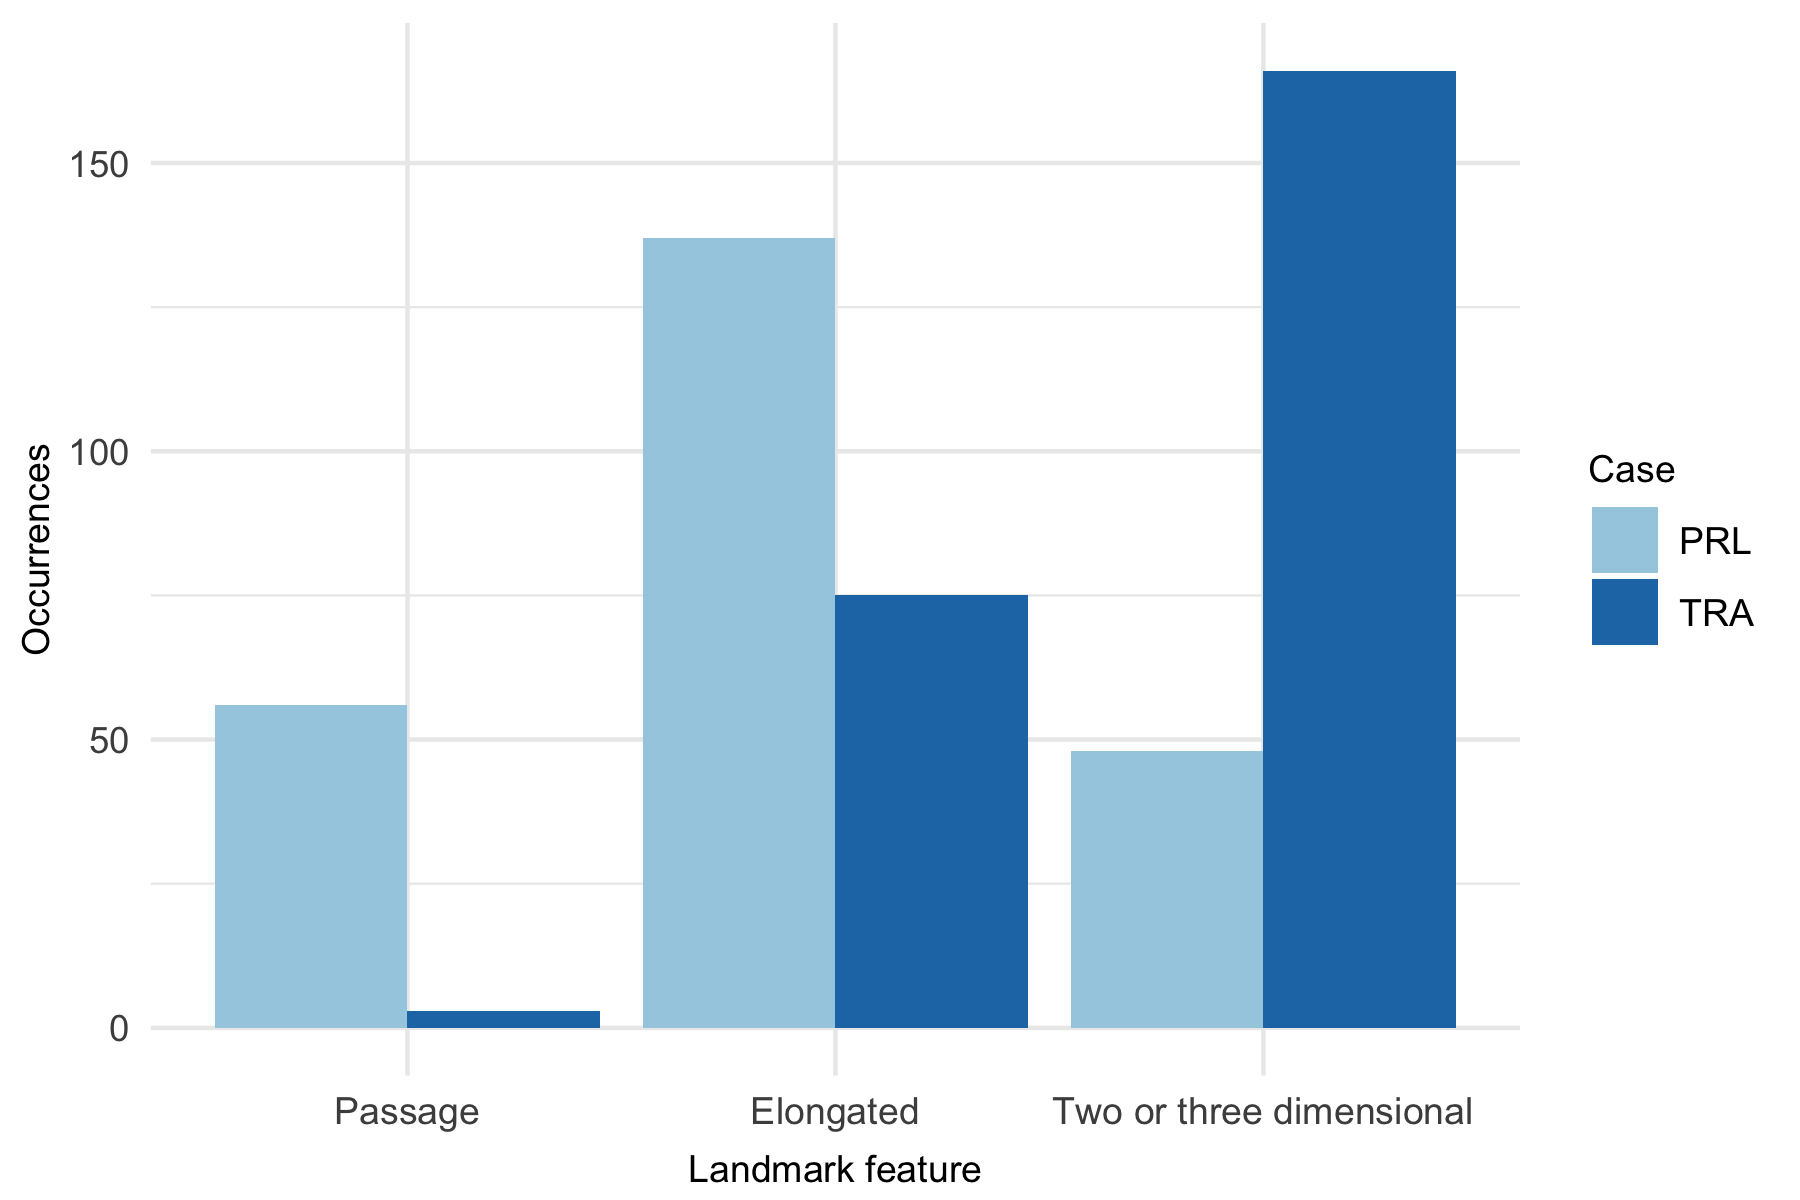 Occurrences
150
100
50
0
Passage
Elongated
Two or three dimensional
Landmark feature
Case
PRL
TRA